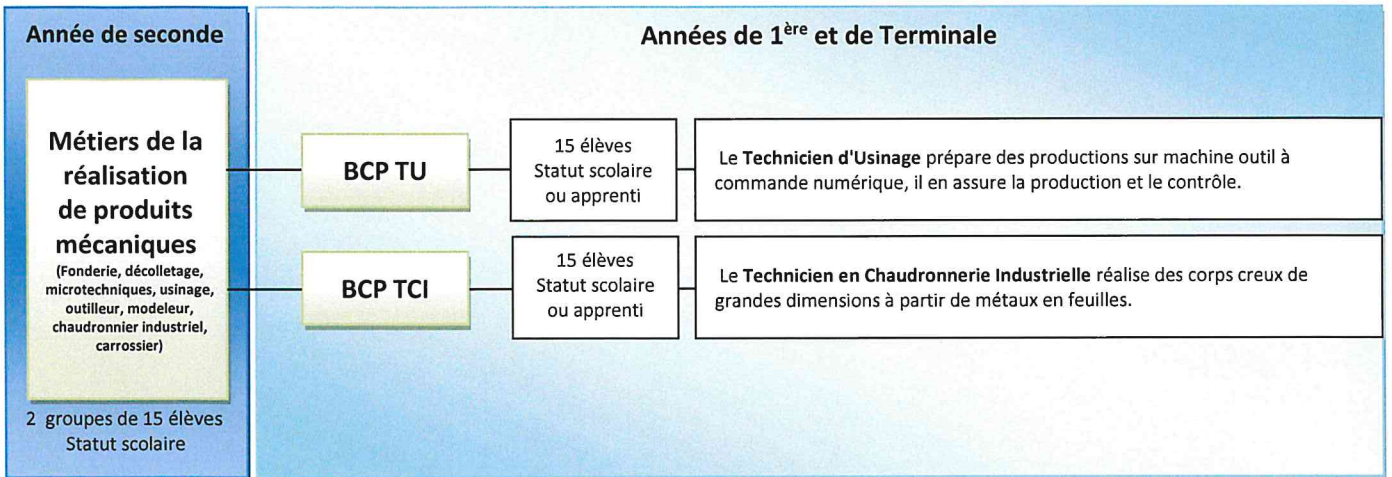 Année de seconde
Métiers de la
réalisation
de produits
mécaniques
(Fonderie, décolletage,
microtechniques, usinage,
outilleur, modeleur,
chaudronnier industriel,
carrossier)
2 groupes de 15 élèves
Statut scolaire
Années de 1ère et de Terminale
BCP TU
15 élèves
Statut scolaire
ou apprenti
Le Technicien d'Usinage prépare des productions sur machine outil à
commande numérique, il en assure la production et le contrôle.
BCP TCI
15 élèves
Statut scolaire
ou apprenti
Le Technicien en Chaudronnerie Industrielle réalise des corps creux de
grandes dimensions à partir de métaux en feuilles.